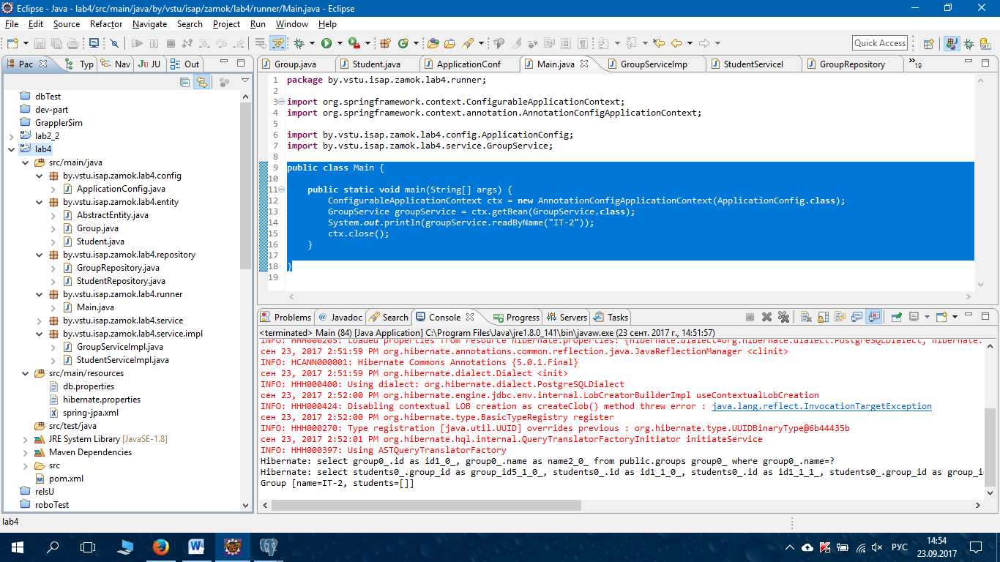 Eclipse - Java - lab4/src/main/java/by/vstu/isap/zamok/lab4/runner/Main.java - Eclipse
File Edit Source Refactor Navigate Search Project Run Window Help
Quick Access
Pac Typ Nav JU Out
Group.java Student.java ApplicationConf Main.java GroupServiceImp StudentServiceI GroupRepository »19
dbTest
dev-part
GrapplerSim
lab2_2
lab4
src/main/java
by.vstu.isap.zamok.lab4.config
ApplicationConfig.java
by.vstu.isap.zamok.lab4.entity
AbstractEntity.java
Group.java
Student.java
by.vstu.isap.zamok.lab4.repository
GroupRepository.java
StudentRepository.java
by.vstu.isap.zamok.lab4.runner
Main.java
by.vstu.isap.zamok.lab4.service
by.vstu.isap.zamok.lab4.service.impl
GroupServiceImpl.java
StudentServiceImpl.java
src/main/resources
db.properties
hibernate.properties
spring-jpa.xml
src/test/java
JRE System Library [JavaSE-1.8]
Maven Dependencies
src
pom.xml
relsU
roboTest
1 package by.vstu.isap.zamok.lab4.runner;
2
3 import org.springframework.context.ConfigurableApplicationContext;
4 import org.springframework.context.annotation.AnnotationConfigApplicationContext;
5
6 import by.vstu.isap.zamok.lab4.config.ApplicationConfig;
7 import by.vstu.isap.zamok.lab4.service.GroupService;
8
9 public class Main {
10
11 public static void main(String[] args) {
12 ConfigurableApplicationContext ctx = new AnnotationConfigApplicationContext(ApplicationConfig.class);
13 GroupService groupService = ctx.getBean(GroupService.class);
14 System.out.println(groupService.readByName("IT-2"));
15 ctx.close();
16 }
17
18 }
19
Problems Javadoc Search Console Progress Servers Tasks
<terminated> Main (84) [Java Application] C:\Program Files\Java\jre1.8.0_141\bin\javaw.exe (23 сент. 2017 г., 14:51:57)
INFO: HHH000205: Loaded properties from resource hibernate.properties: {hibernate.dialect=org.hibernate.dialect.PostgreSQLDialect, hibernate.
сен 23, 2017 2:51:59 PM org.hibernate.annotations.common.reflection.java.JavaReflectionManager <clinit>
INFO: HCANN000001: Hibernate Commons Annotations {5.0.1.Final}
сен 23, 2017 2:51:59 PM org.hibernate.dialect.Dialect <init>
INFO: HHH000400: Using dialect: org.hibernate.dialect.PostgreSQLDialect
сен 23, 2017 2:52:00 PM org.hibernate.engine.jdbc.env.internal.LobCreatorBuilderImpl useContextualLobCreation
INFO: HHH000424: Disabling contextual LOB creation as createClob() method threw error : java.lang.reflect.InvocationTargetException
сен 23, 2017 2:52:00 PM org.hibernate.type.BasicTypeRegistry register
INFO: HHH000270: Type registration [java.util.UUID] overrides previous : org.hibernate.type.UUIDBinaryType@6b44435b
сен 23, 2017 2:52:01 PM org.hibernate.hql.internal.QueryTranslatorFactoryInitiator initiateService
INFO: HHH000397: Using ASTQueryTranslatorFactory
Hibernate: select group0_.id as id1_0_, group0_.name as name2_0_ from public.groups group0_ where group0_.name=?
Hibernate: select students0_.group_id as group_id5_1_0_, students0_.id as id1_1_0_, students0_.id as id1_1_1_, students0_.group_id as group_i
Group [name=IT-2, students=[]]
lab4
РУС
14:54
23.09.2017